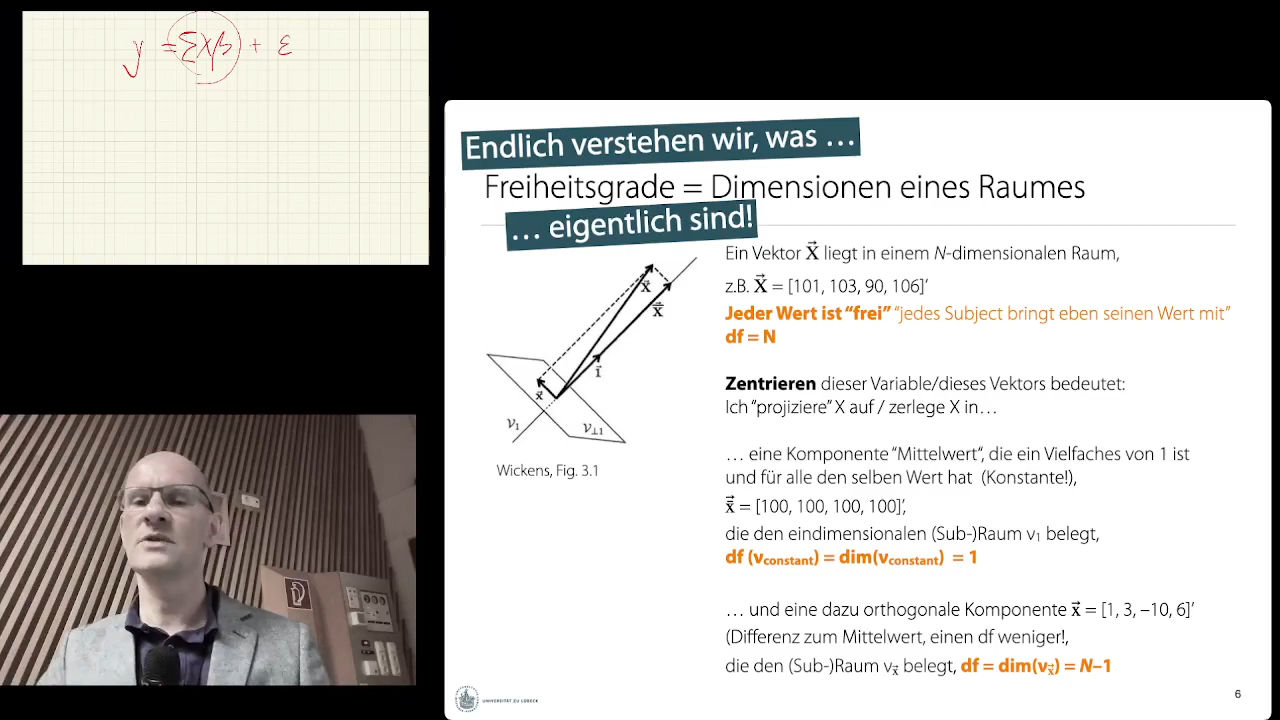 y = ΣXβ + ε
Endlich verstehen wir, was …
Freiheitsgrade = Dimensionen eines Raumes
… eigentlich sind!
Ein Vektor X⃗ liegt in einem N-dimensionalen Raum,
z.B. X⃗ = [101, 103, 90, 106]’
Jeder Wert ist “frei” “jedes Subject bringt eben seinen Wert mit”
df = N
Zentrieren dieser Variable/dieses Vektors bedeutet:
Ich “projiziere” X auf / zerlege X in…
… eine Komponente “Mittelwert”, die ein Vielfaches von 1 ist
und für alle den selben Wert hat (Konstante!),
x̄⃗ = [100, 100, 100, 100]’,
die den eindimensionalen (Sub-)Raum v₁ belegt,
df (vconstant) = dim(vconstant) = 1
… und eine dazu orthogonale Komponente x⃗ = [1, 3, –10, 6]’
(Differenz zum Mittelwert, einen df weniger!,
die den (Sub-)Raum vx⃗ belegt, df = dim(vx⃗) = N–1
X⃗
X̄⃗
1⃗
x⃗
V₁
V⊥1
Wickens, Fig. 3.1
UNIVERSITÄT ZU LÜBECK
6